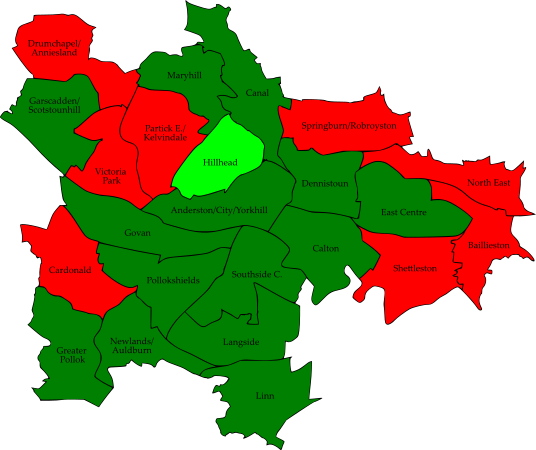 Drumchapel/
Anniesland
Maryhill
Canal
Garscadden/
Scotstounhill
Partick E./
Kelvindale
Springburn/Robroyston
Hillhead
Victoria
Park
Dennistoun
North East
Anderston/City/Yorkhill
East Centre
Govan
Calton
Baillieston
Cardonald
Pollokshields
Southside C.
Shettleston
Langside
Newlands/
Auldburn
Greater
Pollok
Linn